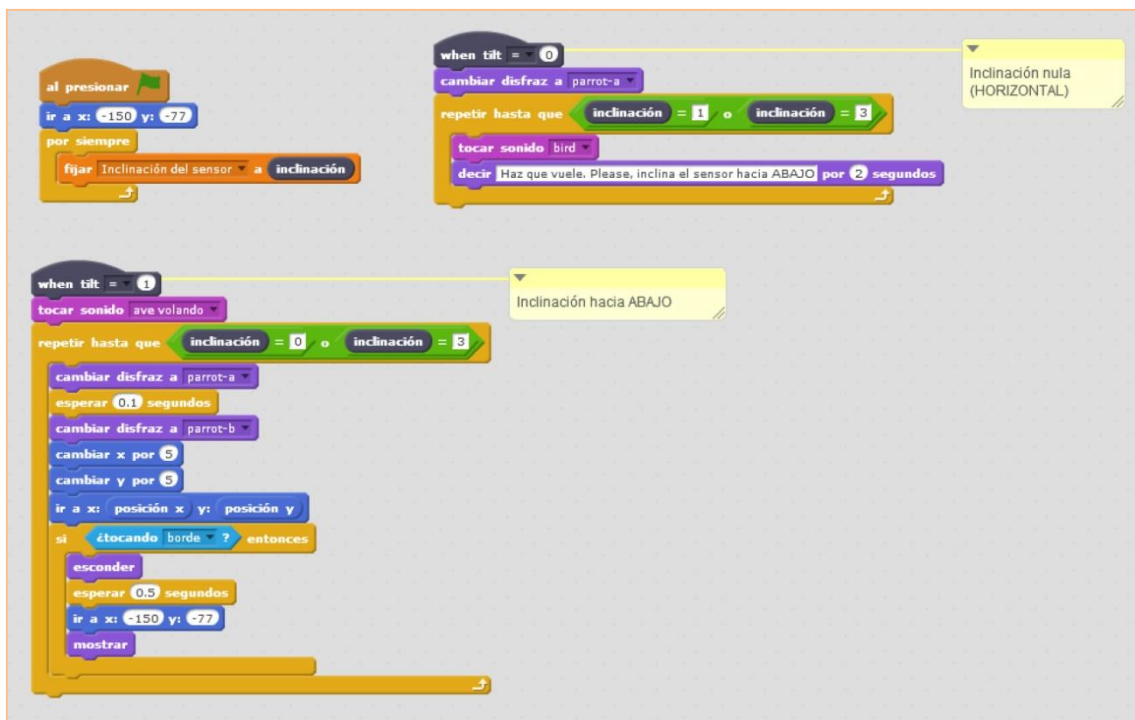 al presionar
ir a x: -150 y: -77
por siempre
fijar Inclinación del sensor a inclinación
when tilt = 0
cambiar disfraz a parrot-a
repetir hasta que inclinación = 1 o inclinación = 3
tocar sonido bird
decir Haz que vuele. Please, inclina el sensor hacia ABAJO por 2 segundos
Inclinación nula
(HORIZONTAL)
when tilt = 1
tocar sonido ave volando
repetir hasta que inclinación = 0 o inclinación = 3
cambiar disfraz a parrot-a
esperar 0.1 segundos
cambiar disfraz a parrot-b
cambiar x por 5
cambiar y por 5
ir a x: posición x y: posición y
si ¿tocando borde ? entonces
esconder
esperar 0.5 segundos
ir a x: -150 y: -77
mostrar
Inclinación hacia ABAJO